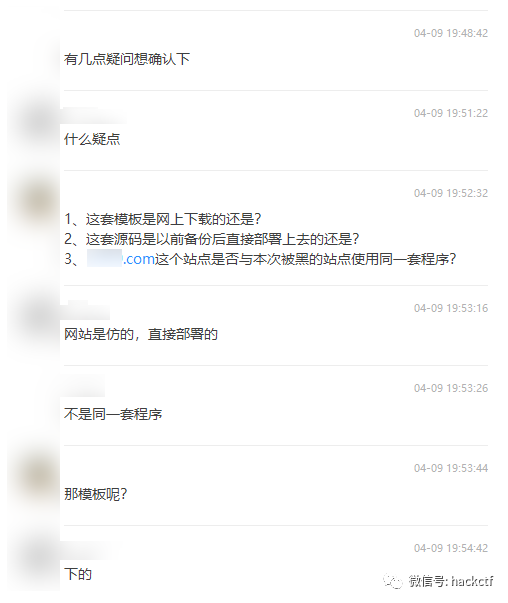 04-09 19:48:42
有几点疑问想确认下
04-09 19:51:22
什么疑点
04-09 19:52:32
1、这套模板是网上下载的还是?
2、这套源码是以前备份后直接部署上去的还是?
3、.com这个站点是否与本次被黑的站点使用同一套程序?
04-09 19:53:16
网站是仿的，直接部署的
04-09 19:53:26
不是同一套程序
04-09 19:53:44
那模板呢?
04-09 19:54:42
下的
微信号: hackctf